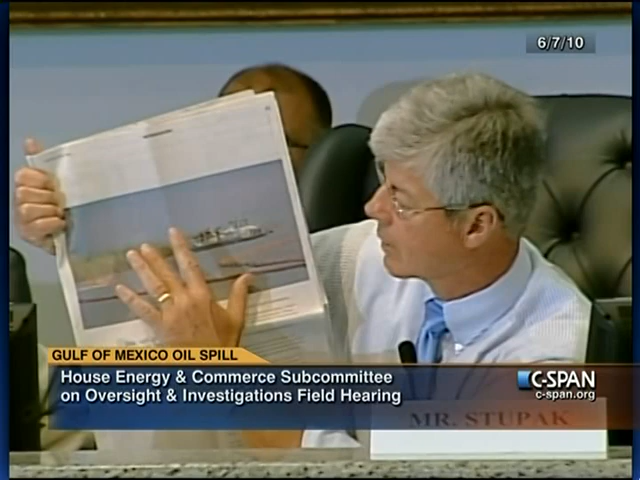 6/7/10
GULF OF MEXICO OIL SPILL
House Energy & Commerce Subcommittee
on Oversight & Investigations Field Hearing
C-SPAN
c-span.org
MR. STUPAK